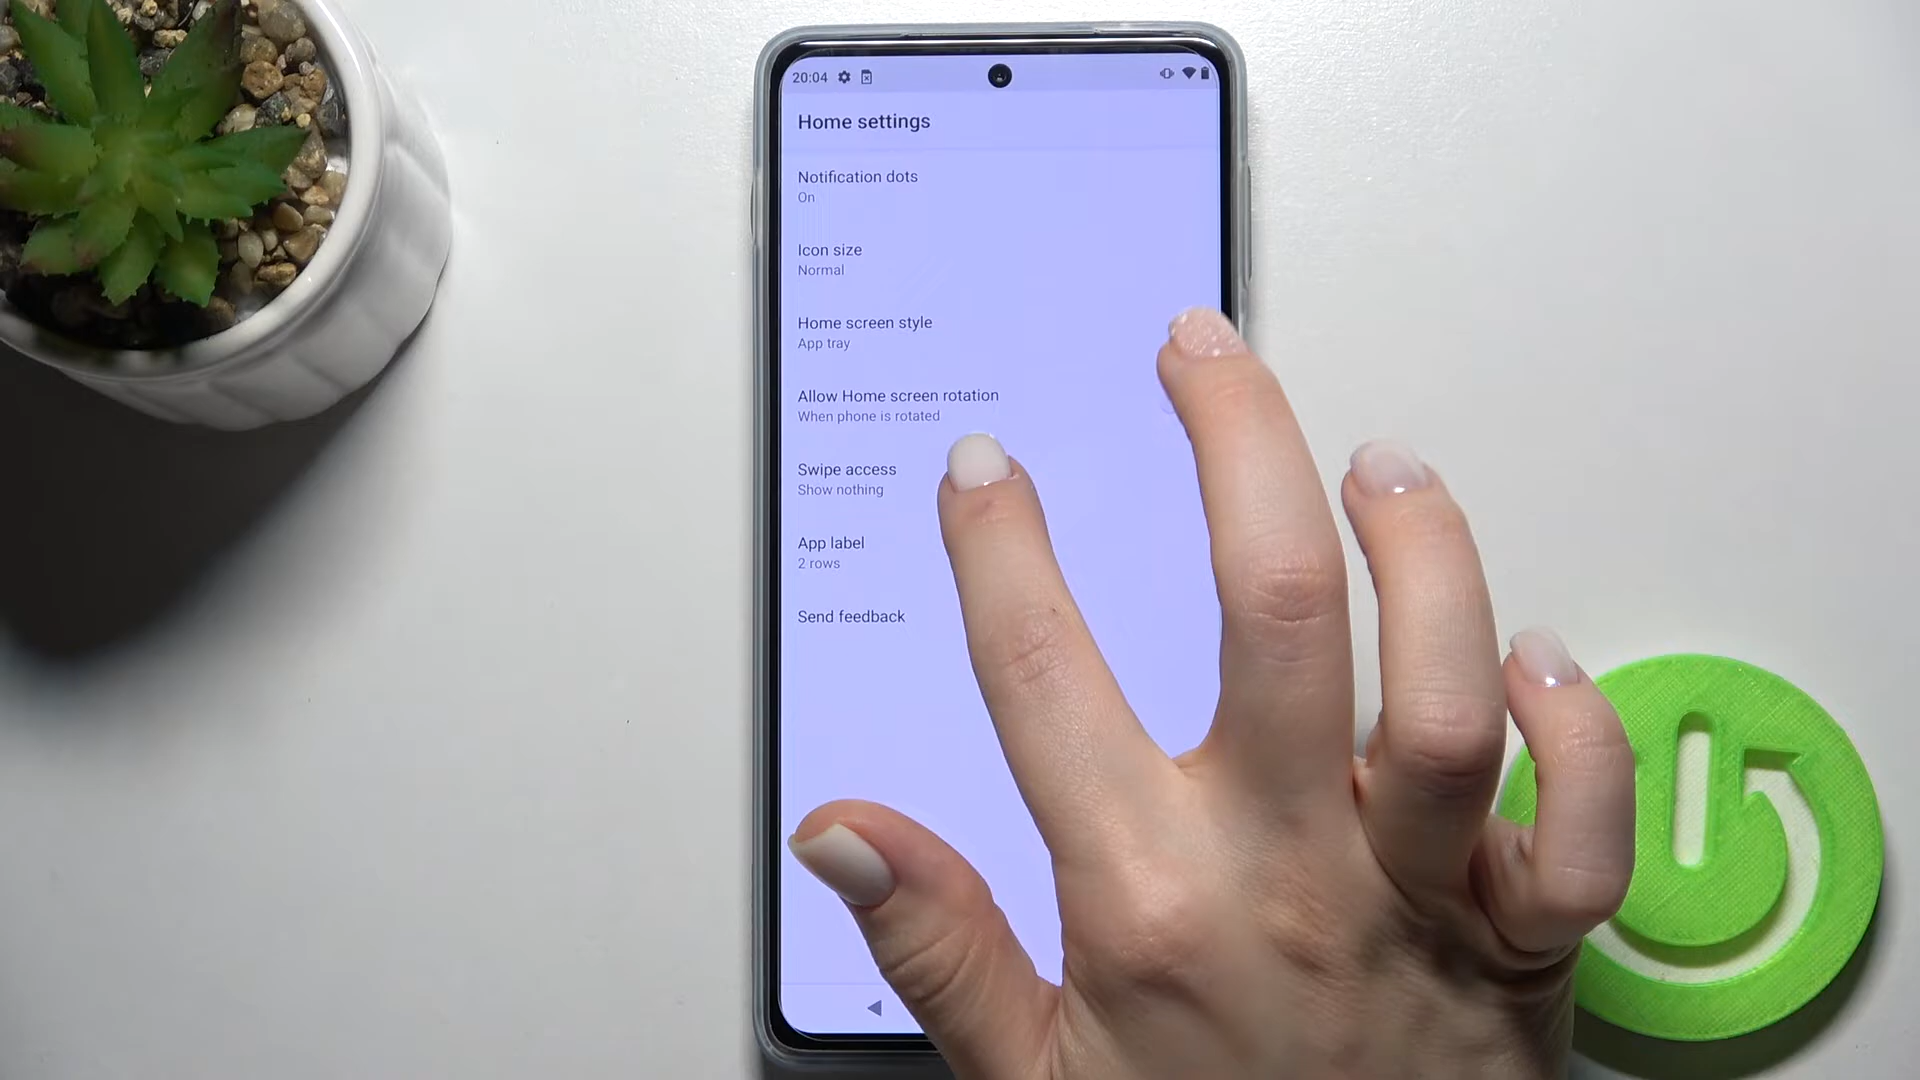 20:04
Home settings
Notification dots
On
Icon size
Normal
Home screen style
App tray
Allow Home screen rotation
When phone is rotated
Swipe access
Show nothing
App label
2 rows
Send feedback